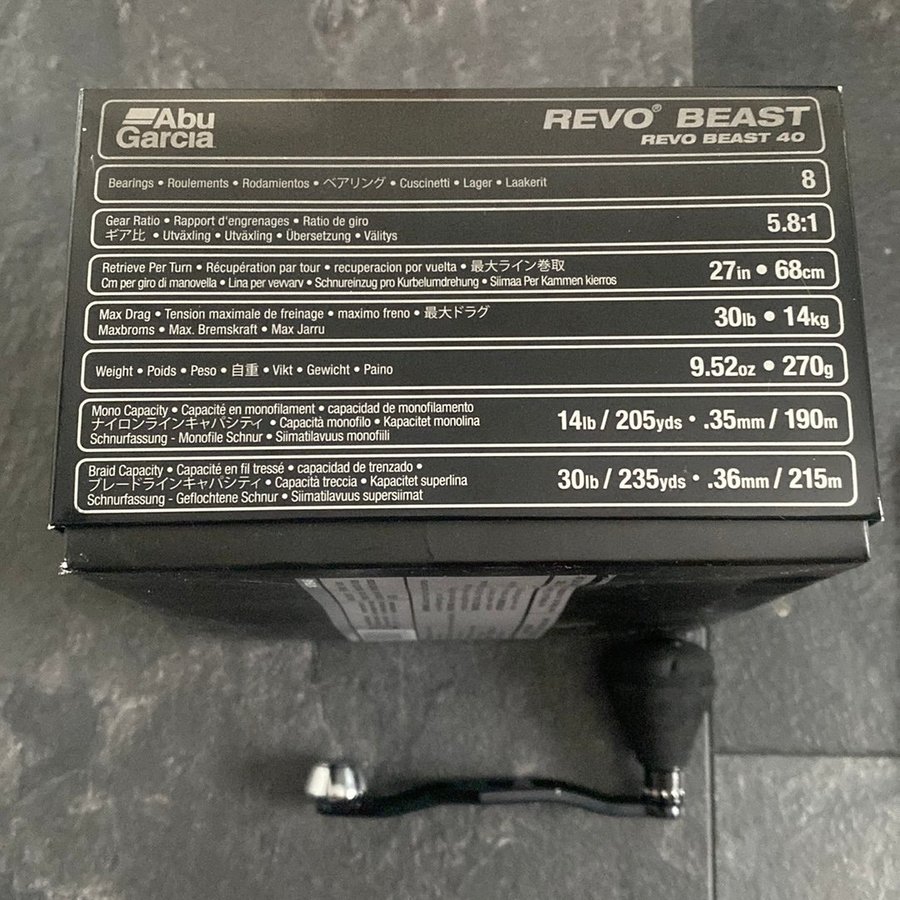 Abu
Garcia
REVO® BEAST
REVO BEAST 40
Bearings • Roulements • Rodamientos • ベアリング • Cuscinetti • Lager • Laakerit
8
Gear Ratio • Rapport d'engrenages • Ratio de giro
ギア比 • Utväxling • Utväxling • Übersetzung • Välitys
5.8:1
Retrieve Per Turn • Récupération par tour • recuperacion por vuelta • 最大ライン巻取
Cm per giro di manovella • Lina per vevvarv • Schnureinzug pro Kurbelumdrehung • Siimaa Per Kammen kierros
27in • 68cm
Max Drag • Tension maximale de freinage • maximo freno • 最大ドラグ
Maxbroms • Max. Bremskraft • Max Jarru
30lb • 14kg
Weight • Poids • Peso • 自重 • Vikt • Gewicht • Paino
9.52oz • 270g
Mono Capacity • Capacité en monofilament • capacidad de monofilamento
ナイロンラインキャパシティ • Capacità monofilo • Kapacitet monolina
Schnurfassung - Monofile Schnur • Siimatilavuus monofiili
14lb / 205yds • .35mm / 190m
Braid Capacity • Capacité en fil tressé • capacidad de trenzado •
ブレードラインキャパシティ • Capacità treccia • Kapacitet superlina
Schnurfassung - Geflochtene Schnur • Siimatilavuus supersiimat
30lb / 235yds • .36mm / 215m